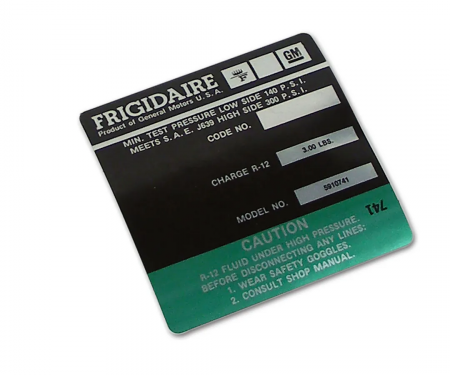 FRIGIDAIRE
Product of General Motors U.S.A.
F
GM
MIN. TEST PRESSURE LOW SIDE 140 P.S.I.
MEETS S.A.E. J639 HIGH SIDE 300 P.S.I.
CODE NO.
CHARGE R-12 3.00 LBS.
MODEL NO. 5910741
741
CAUTION
R-12 FLUID UNDER HIGH PRESSURE.
BEFORE DISCONNECTING ANY LINES:
1. WEAR SAFETY GOGGLES.
2. CONSULT SHOP MANUAL.